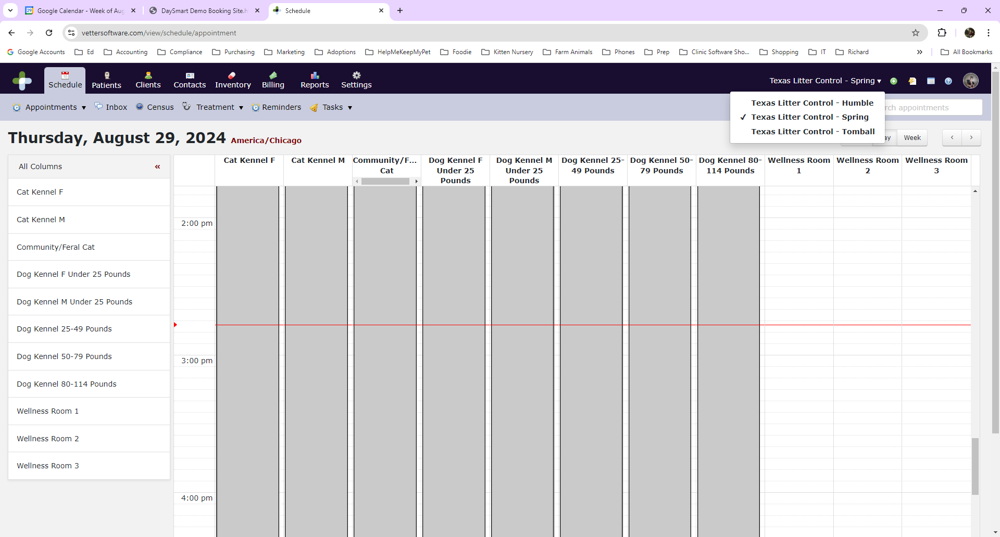 Google Calendar - Week of Aug
DaySmart Demo Booking Site.h
Schedule
vettersoftware.com/view/schedule/appointment
Google Accounts
Ed
Accounting
Compliance
Purchasing
Marketing
Adoptions
HelpMeKeepMyPet
Foodie
Kitten Nursery
Farm Animals
Phones
Prep
Clinic Software Sho...
Shopping
IT
Richard
All Bookmarks
Schedule
Patients
Clients
Contacts
Inventory
Billing
Reports
Settings
Texas Litter Control - Spring
Appointments
Inbox
Census
Treatment
Reminders
Tasks
Texas Litter Control - Humble
Texas Litter Control - Spring
Texas Litter Control - Tomball
rch appointments
Thursday, August 29, 2024 America/Chicago
ay
Week
All Columns
Cat Kennel F
Cat Kennel M
Community/Feral Cat
Dog Kennel F Under 25 Pounds
Dog Kennel M Under 25 Pounds
Dog Kennel 25-49 Pounds
Dog Kennel 50-79 Pounds
Dog Kennel 80-114 Pounds
Wellness Room 1
Wellness Room 2
Wellness Room 3
Cat Kennel F
Cat Kennel M
Community/F...
Cat
Dog Kennel F
Under 25
Pounds
Dog Kennel M
Under 25
Pounds
Dog Kennel 25-
49 Pounds
Dog Kennel 50-
79 Pounds
Dog Kennel 80-
114 Pounds
Wellness Room
1
Wellness Room
2
Wellness Room
3
2:00 pm
3:00 pm
4:00 pm